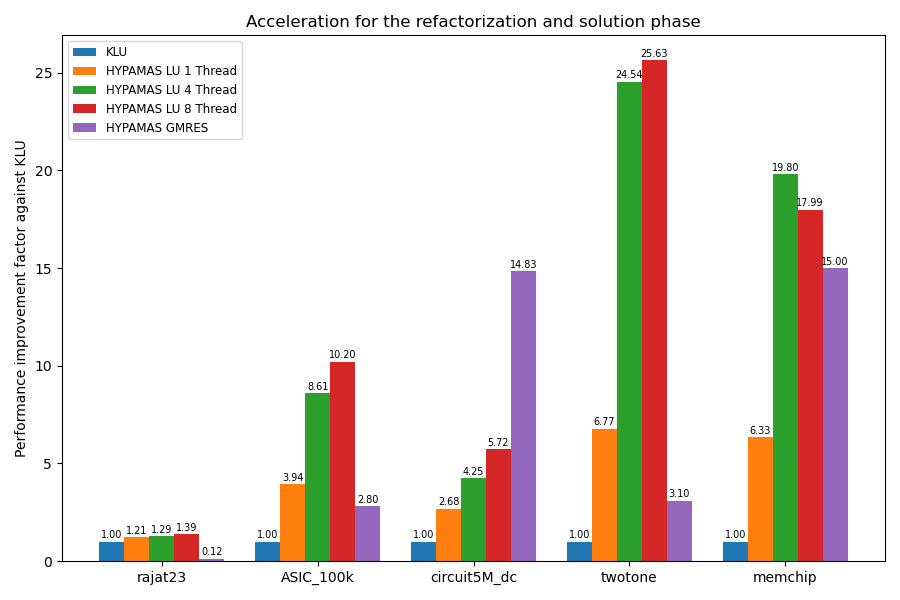 Acceleration for the refactorization and solution phase
Performance improvement factor against KLU
25
20
15
10
5
0
KLU
HYPAMAS LU 1 Thread
HYPAMAS LU 4 Thread
HYPAMAS LU 8 Thread
HYPAMAS GMRES
1.00 1.21 1.29 1.39 0.12
1.00 3.94 8.61 10.20 2.80
1.00 2.68 4.25 5.72 14.83
1.00 6.77 24.54 25.63 3.10
1.00 6.33 19.80 17.99 15.00
rajat23 ASIC_100k circuit5M_dc twotone memchip